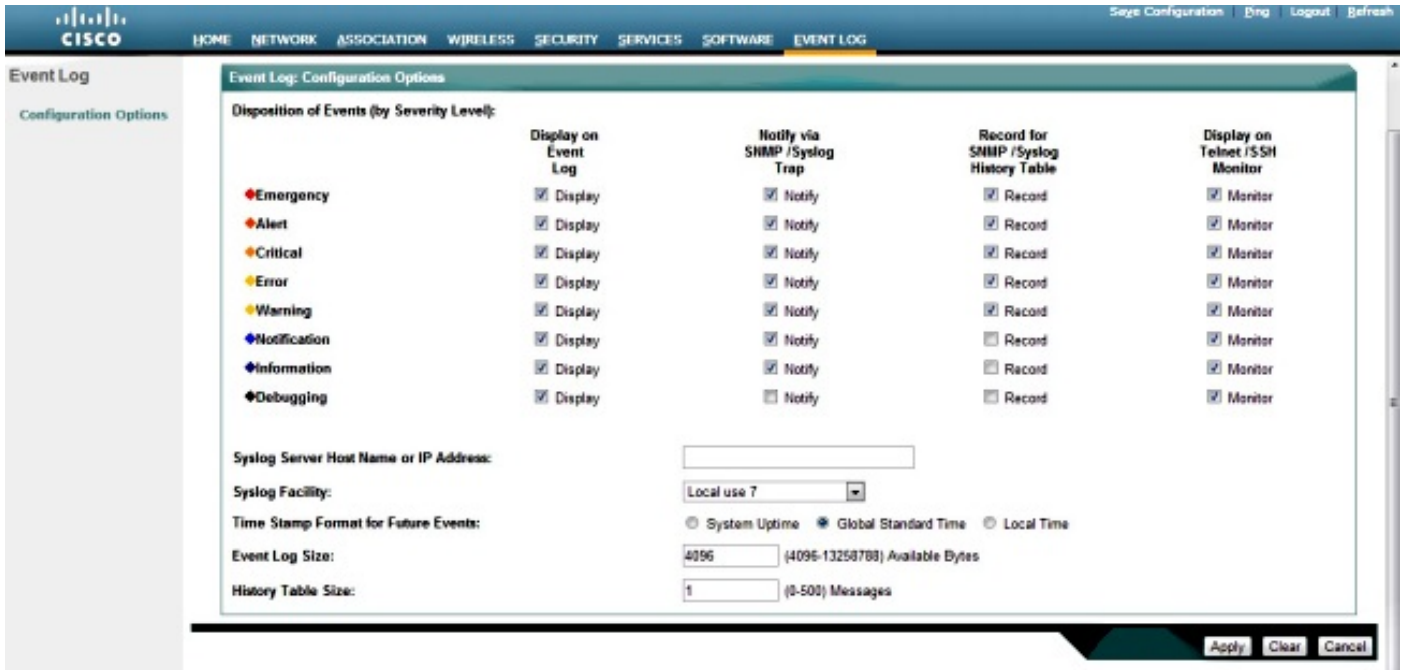 Save Configuration | Ping | Logout | Refresh
CISCO
HOME NETWORK ASSOCIATION WIRELESS SECURITY SERVICES SOFTWARE EVENT LOG
Event Log
Configuration Options
Event Log: Configuration Options
Disposition of Events (by Severity Level):
Display on Event Log
Notify via SNMP /Syslog Trap
Record for SNMP /Syslog History Table
Display on Telnet /SSH Monitor
Emergency Display Notify Record Monitor
Alert Display Notify Record Monitor
Critical Display Notify Record Monitor
Error Display Notify Record Monitor
Warning Display Notify Record Monitor
Notification Display Notify Record Monitor
Information Display Notify Record Monitor
Debugging Display Notify Record Monitor
Syslog Server Host Name or IP Address:
Syslog Facility: Local use 7
Time Stamp Format for Future Events: System Uptime Global Standard Time Local Time
Event Log Size: 4096 (4096-13258788) Available Bytes
History Table Size: 1 (0-500) Messages
Apply Clear Cancel